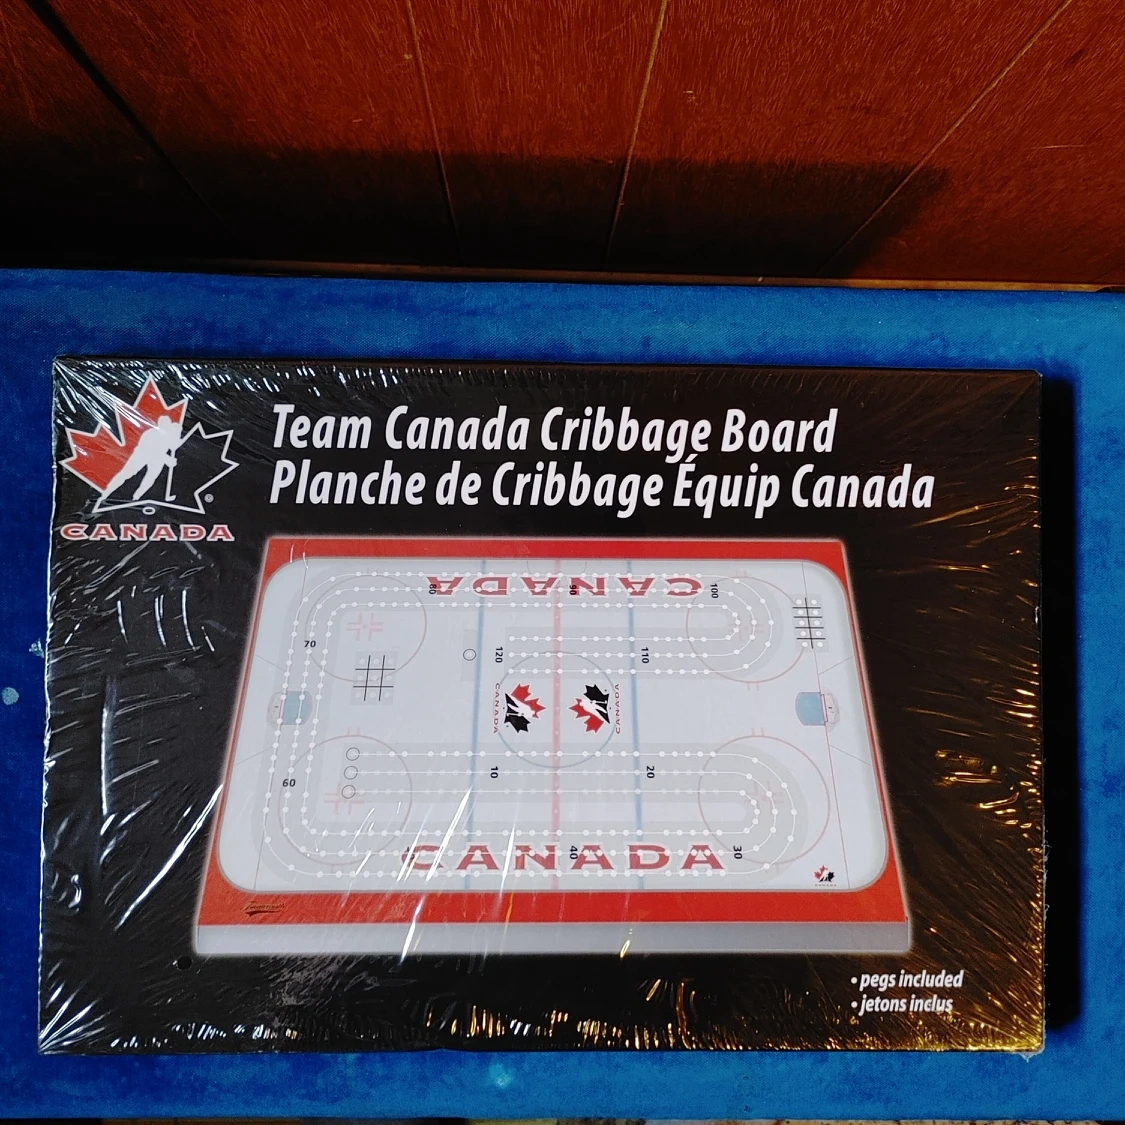 Team Canada Cribbage Board
Planche de Cribbage Équip Canada
CANADA
CANADA
80
90
100
70
120
110
CANADA
CANADA
60
10
20
CANADA
40
30
CANADA
• pegs included
• jetons inclus